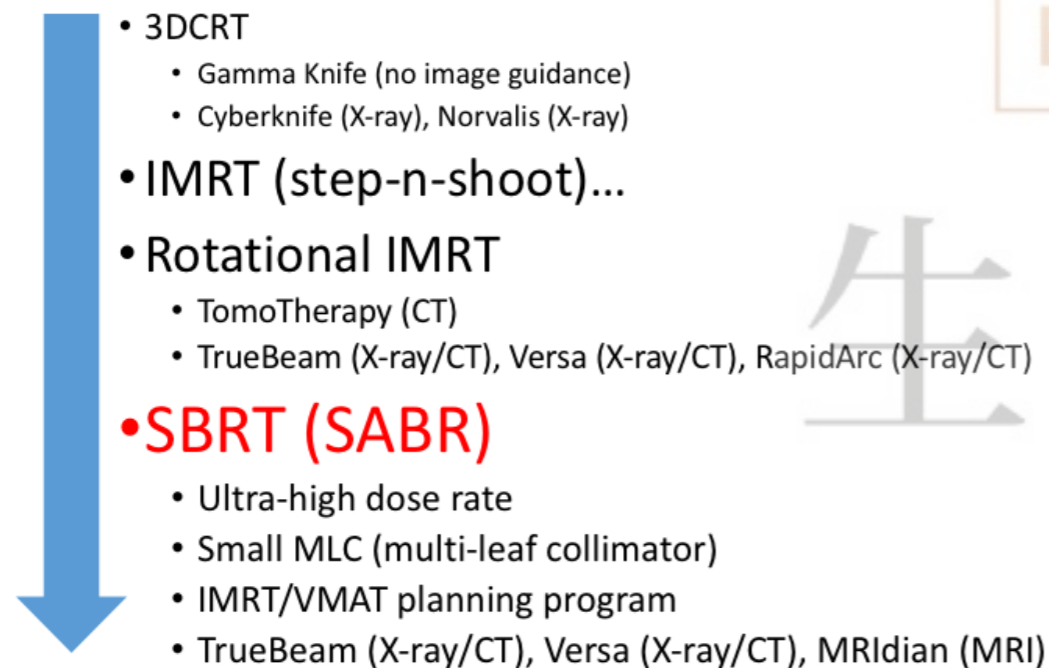 • 3DCRT
• Gamma Knife (no image guidance)
• Cyberknife (X-ray), Norvalis (X-ray)
• IMRT (step-n-shoot)...
• Rotational IMRT
• TomoTherapy (CT)
• TrueBeam (X-ray/CT), Versa (X-ray/CT), RapidArc (X-ray/CT)
生
• SBRT (SABR)
• Ultra-high dose rate
• Small MLC (multi-leaf collimator)
• IMRT/VMAT planning program
• TrueBeam (X-ray/CT), Versa (X-ray/CT), MRIdian (MRI)